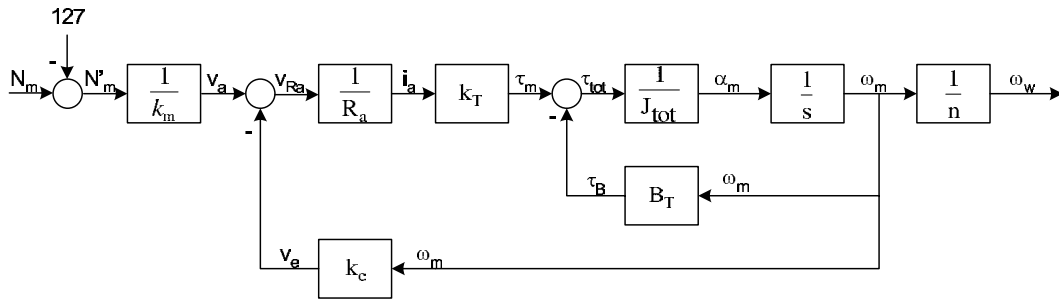 127
-
N_m
N'_m
1
k_m
v_a
v_Ra
1
R_a
i_a
k_T
τ_m
τ_tot
1
J_tot
α_m
1
s
ω_m
1
n
ω_w
-
-
τ_B
B_T
ω_m
v_e
k_e
ω_m